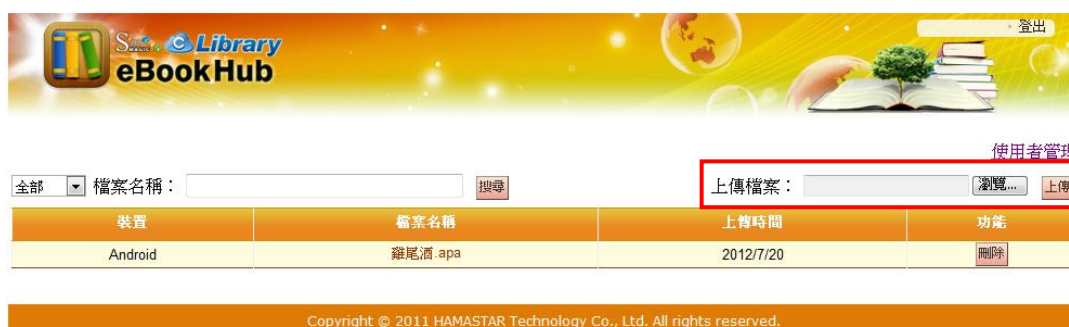 登出
Library
eBookHub
使用者管理
全部 檔案名稱： 搜尋 上傳檔案： 瀏覽... 上傳
裝置 檔案名稱 上傳時間 功能
Android 雞尾酒.apa 2012/7/20 刪除
Copyright © 2011 HAMASTAR Technology Co., Ltd. All rights reserved.